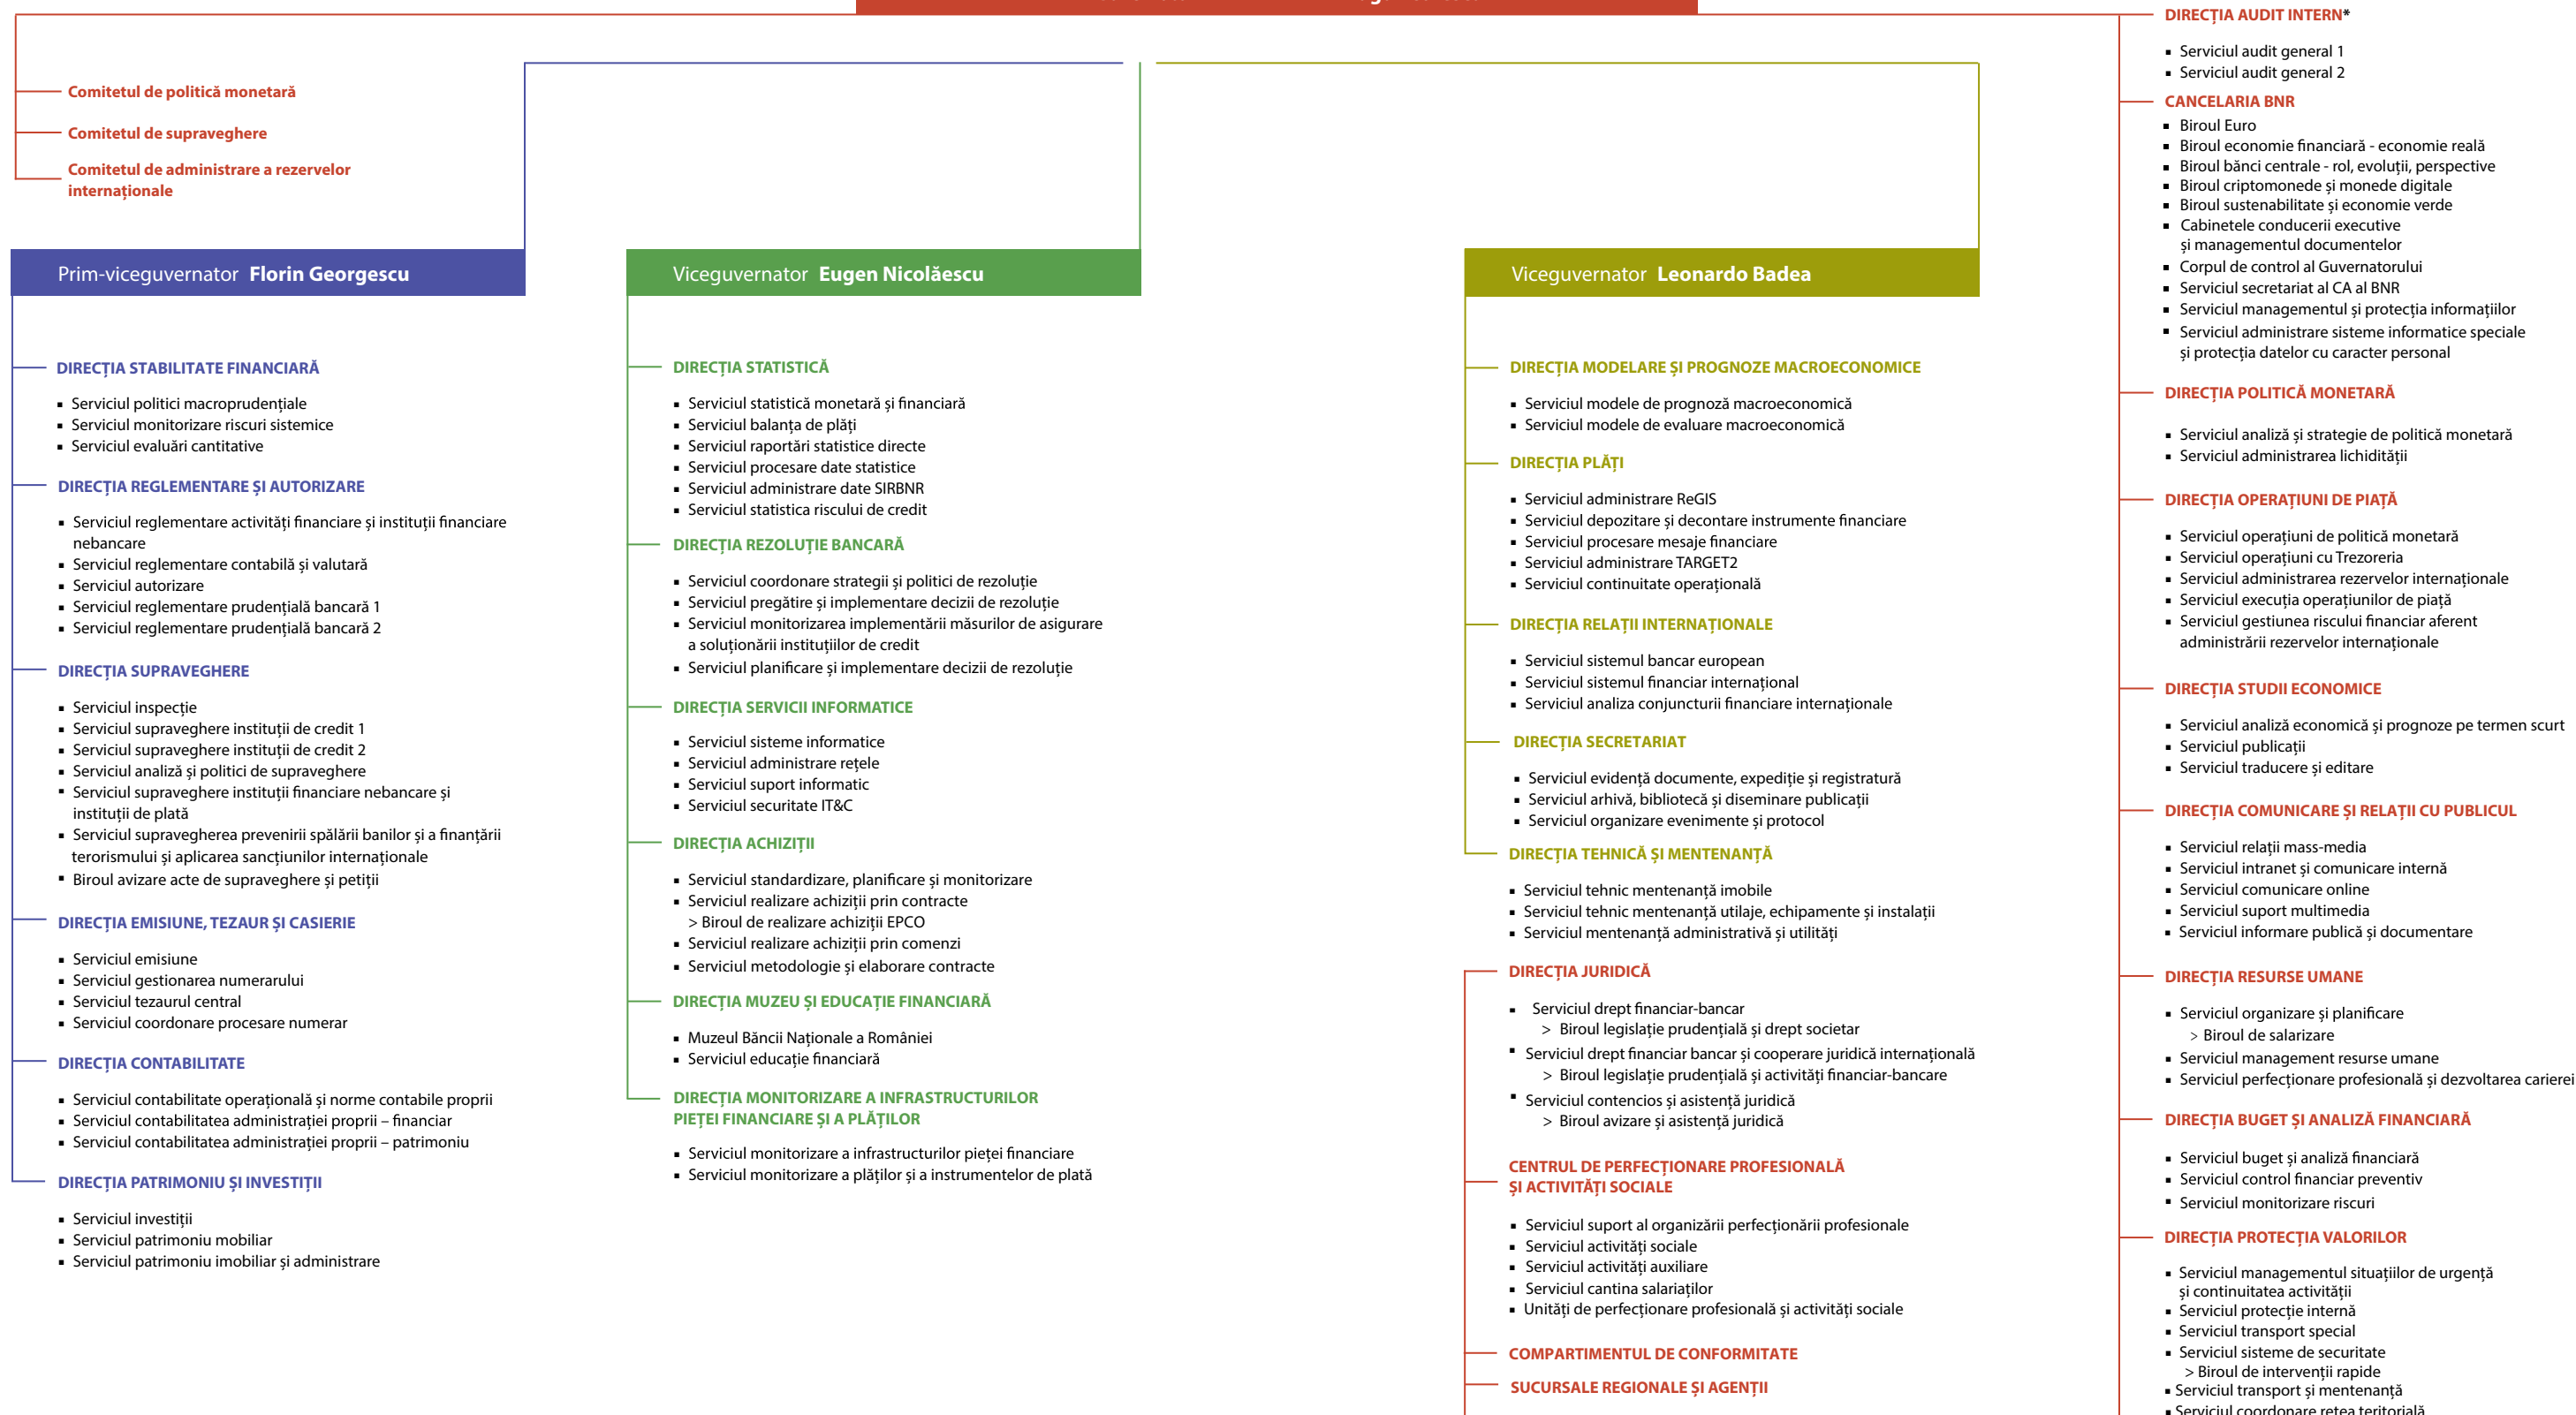 Comitetul de politică monetară
Comitetul de supraveghere
Comitetul de administrare a rezervelor
internaționale
Prim-viceguvernator Florin Georgescu
DIRECȚIA STABILITATE FINANCIARĂ
▪ Serviciul politici macroprudențiale
▪ Serviciul monitorizare riscuri sistemice
▪ Serviciul evaluări cantitative
DIRECȚIA REGLEMENTARE ȘI AUTORIZARE
▪ Serviciul reglementare activități financiare și instituții financiare
nebancare
▪ Serviciul reglementare contabilă și valutară
▪ Serviciul autorizare
▪ Serviciul reglementare prudențială bancară 1
▪ Serviciul reglementare prudențială bancară 2
DIRECȚIA SUPRAVEGHERE
▪ Serviciul inspecție
▪ Serviciul supraveghere instituții de credit 1
▪ Serviciul supraveghere instituții de credit 2
▪ Serviciul analiză și politici de supraveghere
▪ Serviciul supraveghere instituții financiare nebancare și
instituții de plată
▪ Serviciul supravegherea prevenirii spălării banilor și a finanțării
terorismului și aplicarea sancțiunilor internaționale
▪ Biroul avizare acte de supraveghere și petiții
DIRECȚIA EMISIUNE, TEZAUR ȘI CASIERIE
▪ Serviciul emisiune
▪ Serviciul gestionarea numerarului
▪ Serviciul tezaurul central
▪ Serviciul coordonare procesare numerar
DIRECȚIA CONTABILITATE
▪ Serviciul contabilitate operațională și norme contabile proprii
▪ Serviciul contabilitatea administrației proprii – financiar
▪ Serviciul contabilitatea administrației proprii – patrimoniu
DIRECȚIA PATRIMONIU ȘI INVESTIȚII
▪ Serviciul investiții
▪ Serviciul patrimoniu mobiliar
▪ Serviciul patrimoniu imobiliar și administrare
Viceguvernator Eugen Nicolăescu
DIRECȚIA STATISTICĂ
▪ Serviciul statistică monetară și financiară
▪ Serviciul balanța de plăți
▪ Serviciul raportări statistice directe
▪ Serviciul procesare date statistice
▪ Serviciul administrare date SIRBNR
▪ Serviciul statistica riscului de credit
DIRECȚIA REZOLUȚIE BANCARĂ
▪ Serviciul coordonare strategii și politici de rezoluție
▪ Serviciul pregătire și implementare decizii de rezoluție
▪ Serviciul monitorizarea implementării măsurilor de asigurare
a soluționării instituțiilor de credit
▪ Serviciul planificare și implementare decizii de rezoluție
DIRECȚIA SERVICII INFORMATICE
▪ Serviciul sisteme informatice
▪ Serviciul administrare rețele
▪ Serviciul suport informatic
▪ Serviciul securitate IT&C
DIRECȚIA ACHIZIȚII
▪ Serviciul standardizare, planificare și monitorizare
▪ Serviciul realizare achiziții prin contracte
> Biroul de realizare achiziții EPCO
▪ Serviciul realizare achiziții prin comenzi
▪ Serviciul metodologie și elaborare contracte
DIRECȚIA MUZEU ȘI EDUCAȚIE FINANCIARĂ
▪ Muzeul Băncii Naționale a României
▪ Serviciul educație financiară
DIRECȚIA MONITORIZARE A INFRASTRUCTURILOR
PIEȚEI FINANCIARE ȘI A PLĂȚILOR
▪ Serviciul monitorizare a infrastructurilor pieței financiare
▪ Serviciul monitorizare a plăților și a instrumentelor de plată
Viceguvernator Leonardo Badea
DIRECȚIA MODELARE ȘI PROGNOZE MACROECONOMICE
▪ Serviciul modele de prognoză macroeconomică
▪ Serviciul modele de evaluare macroeconomică
DIRECȚIA PLĂȚI
▪ Serviciul administrare ReGIS
▪ Serviciul depozitare și decontare instrumente financiare
▪ Serviciul procesare mesaje financiare
▪ Serviciul administrare TARGET2
▪ Serviciul continuitate operațională
DIRECȚIA RELAȚII INTERNAȚIONALE
▪ Serviciul sistemul bancar european
▪ Serviciul sistemul financiar internațional
▪ Serviciul analiza conjuncturii financiare internaționale
DIRECȚIA SECRETARIAT
▪ Serviciul evidență documente, expediție și registratură
▪ Serviciul arhivă, bibliotecă și diseminare publicații
▪ Serviciul organizare evenimente și protocol
DIRECȚIA TEHNICĂ ȘI MENTENANȚĂ
▪ Serviciul tehnic mentenanță imobile
▪ Serviciul tehnic mentenanță utilaje, echipamente și instalații
▪ Serviciul mentenanță administrativă și utilități
DIRECȚIA JURIDICĂ
▪ Serviciul drept financiar-bancar
> Biroul legislație prudențială și drept societar
▪ Serviciul drept financiar bancar și cooperare juridică internațională
> Biroul legislație prudențială și activități financiar-bancare
▪ Serviciul contencios și asistență juridică
> Biroul avizare și asistență juridică
CENTRUL DE PERFECȚIONARE PROFESIONALĂ
ȘI ACTIVITĂȚI SOCIALE
▪ Serviciul suport al organizării perfecționării profesionale
▪ Serviciul activități sociale
▪ Serviciul activități auxiliare
▪ Serviciul cantina salariaților
▪ Unități de perfecționare profesională și activități sociale
COMPARTIMENTUL DE CONFORMITATE
SUCURSALE REGIONALE ȘI AGENȚII
DIRECȚIA AUDIT INTERN*
▪ Serviciul audit general 1
▪ Serviciul audit general 2
CANCELARIA BNR
▪ Biroul Euro
▪ Biroul economie financiară - economie reală
▪ Biroul bănci centrale - rol, evoluții, perspective
▪ Biroul criptomonede și monede digitale
▪ Biroul sustenabilitate și economie verde
▪ Cabinetele conducerii executive
și managementul documentelor
▪ Corpul de control al Guvernatorului
▪ Serviciul secretariat al CA al BNR
▪ Serviciul managementul și protecția informațiilor
▪ Serviciul administrare sisteme informatice speciale
și protecția datelor cu caracter personal
DIRECȚIA POLITICĂ MONETARĂ
▪ Serviciul analiză și strategie de politică monetară
▪ Serviciul administrarea lichidității
DIRECȚIA OPERAȚIUNI DE PIAȚĂ
▪ Serviciul operațiuni de politică monetară
▪ Serviciul operațiuni cu Trezoreria
▪ Serviciul administrarea rezervelor internaționale
▪ Serviciul execuția operațiunilor de piață
▪ Serviciul gestiunea riscului financiar aferent
administrării rezervelor internaționale
DIRECȚIA STUDII ECONOMICE
▪ Serviciul analiză economică și prognoze pe termen scurt
▪ Serviciul publicații
▪ Serviciul traducere și editare
DIRECȚIA COMUNICARE ȘI RELAȚII CU PUBLICUL
▪ Serviciul relații mass-media
▪ Serviciul intranet și comunicare internă
▪ Serviciul comunicare online
▪ Serviciul suport multimedia
▪ Serviciul informare publică și documentare
DIRECȚIA RESURSE UMANE
▪ Serviciul organizare și planificare
> Biroul de salarizare
▪ Serviciul management resurse umane
▪ Serviciul perfecționare profesională și dezvoltarea carierei
DIRECȚIA BUGET ȘI ANALIZĂ FINANCIARĂ
▪ Serviciul buget și analiză financiară
▪ Serviciul control financiar preventiv
▪ Serviciul monitorizare riscuri
DIRECȚIA PROTECȚIA VALORILOR
▪ Serviciul managementul situațiilor de urgență
și continuitatea activității
▪ Serviciul protecție internă
▪ Serviciul transport special
▪ Serviciul sisteme de securitate
> Biroul de intervenții rapide
▪ Serviciul transport și mentenanță
▪ Serviciul coordonare rețea teritorială